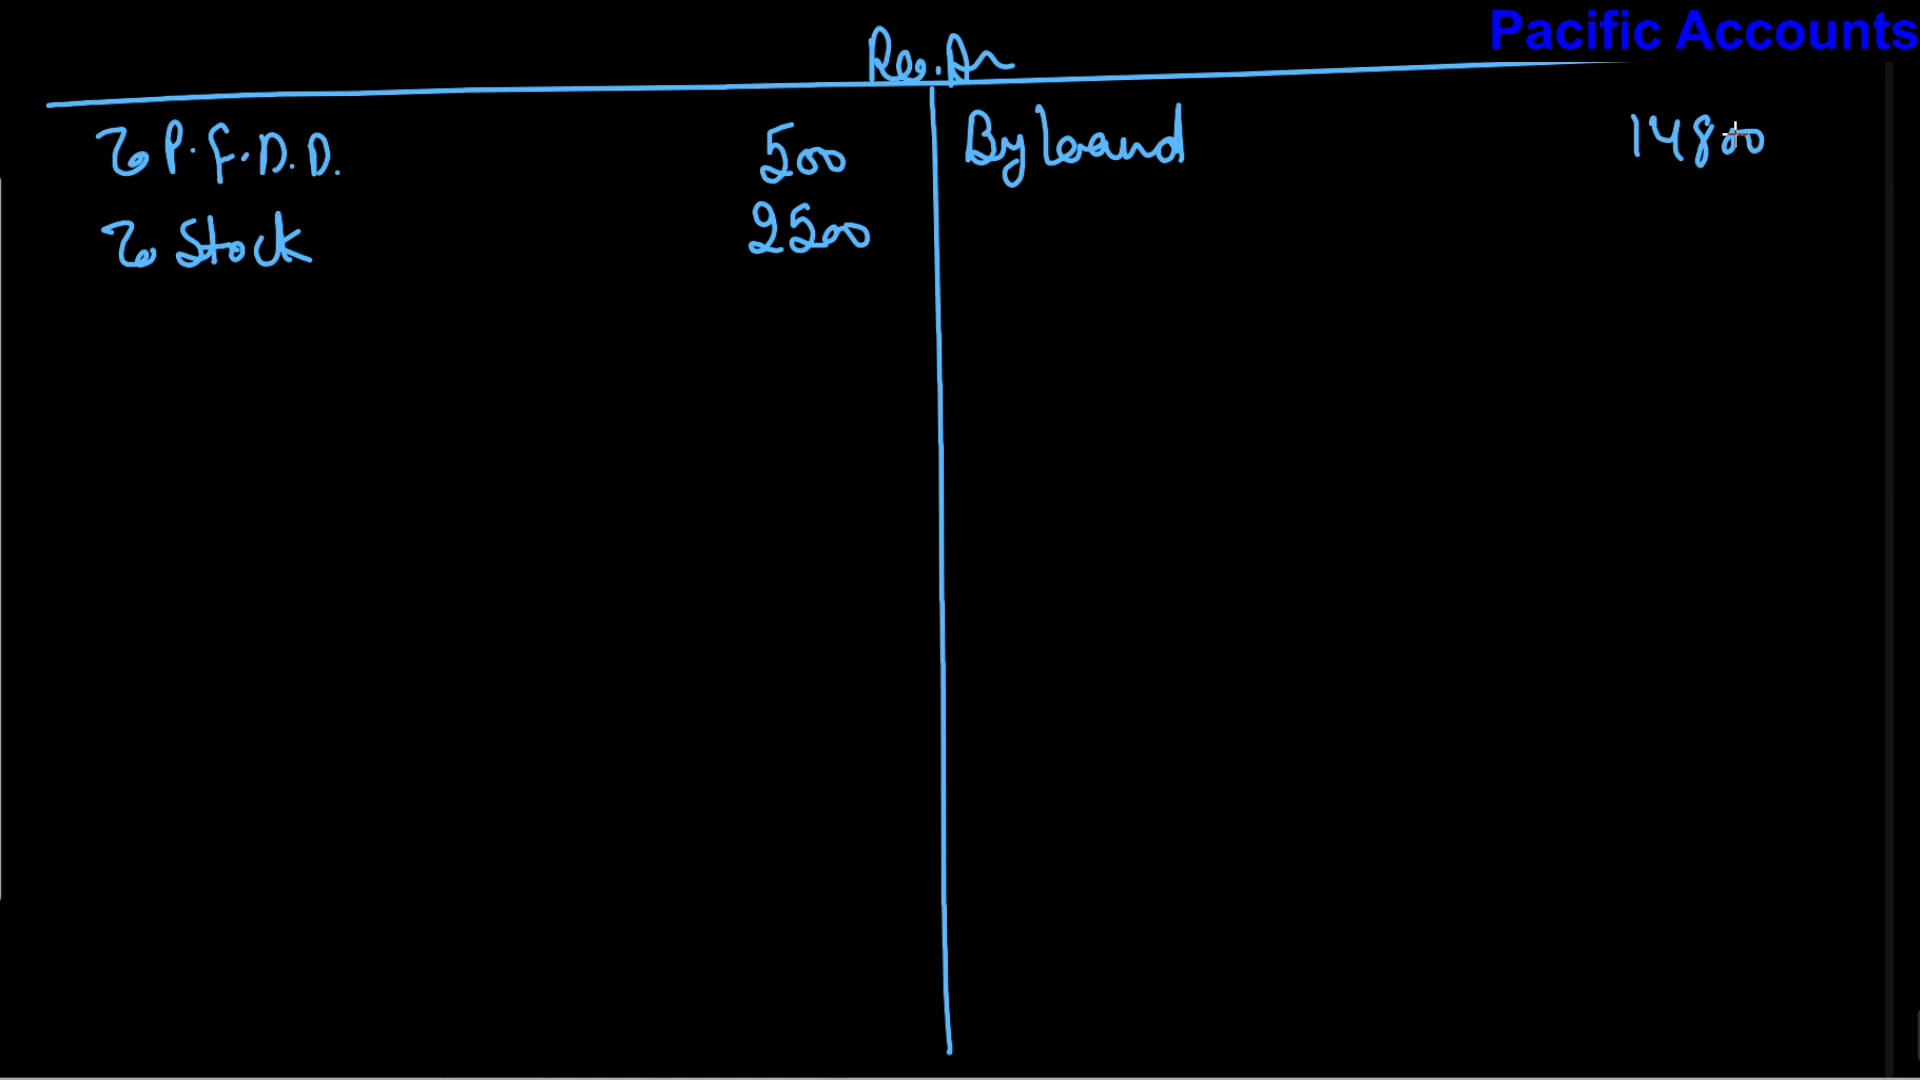 Pacific Accounts
Rev. A/c
To P.F.D.D. 500
To Stock 2500
By Land 14800